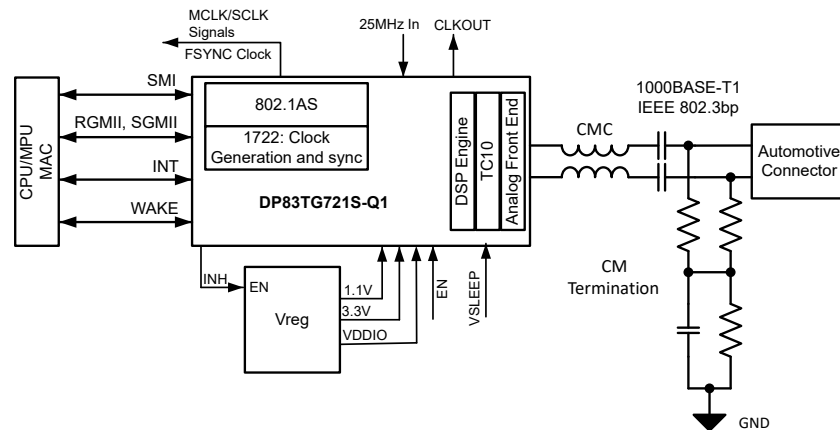 MCLK/SCLK
Signals
FSYNC Clock
25MHz In
CLKOUT
CPU/MPU
MAC
SMI
RGMII, SGMII
INT
WAKE
802.1AS
1722: Clock
Generation and sync
DP83TG721S-Q1
DSP Engine
TC10
Analog Front End
CMC
1000BASE-T1
IEEE 802.3bp
Automotive
Connector
CM
Termination
GND
INH
EN
Vreg
1.1V
3.3V
VDDIO
EN
VSLEEP